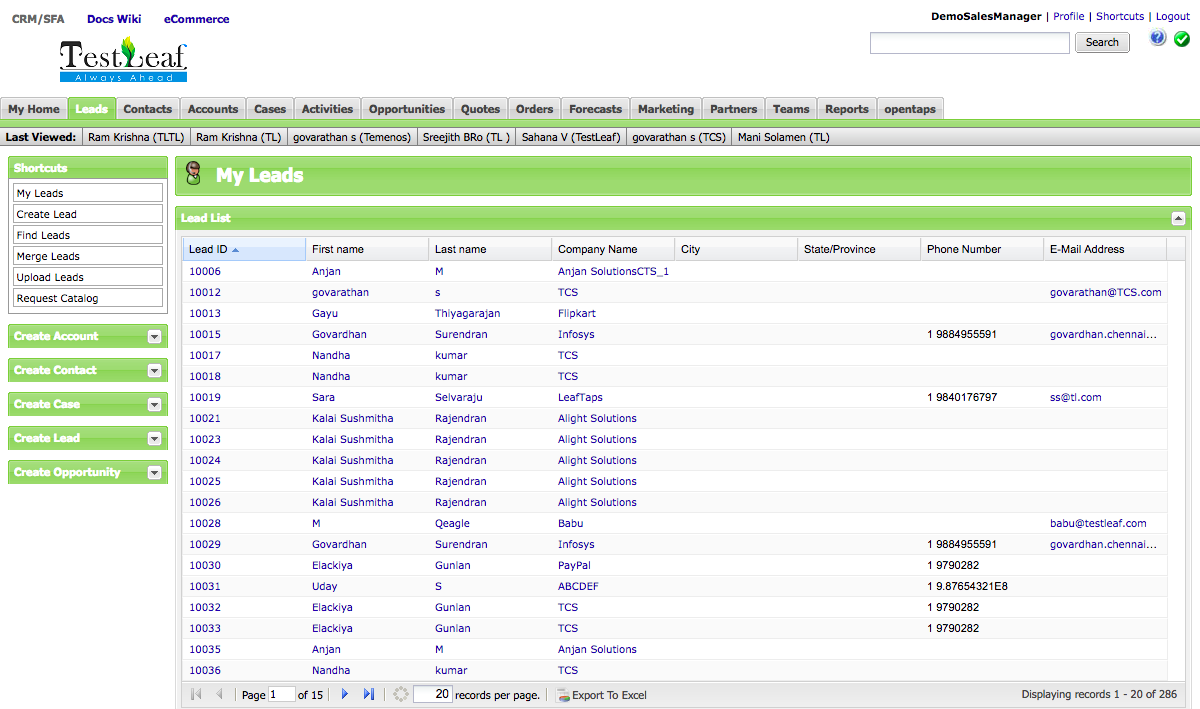 CRM/SFA Docs Wiki eCommerce
DemoSalesManager | Profile | Shortcuts | Logout
Search
TestLeaf
Always Ahead
My Home Leads Contacts Accounts Cases Activities Opportunities Quotes Orders Forecasts Marketing Partners Teams Reports opentaps
Last Viewed: Ram Krishna (TLTL) Ram Krishna (TL) govarathan s (Temenos) Sreejith BRo (TL ) Sahana V (TestLeaf) govarathan s (TCS) Mani Solamen (TL)
Shortcuts
My Leads
Create Lead
Find Leads
Merge Leads
Upload Leads
Request Catalog
Create Account
Create Contact
Create Case
Create Lead
Create Opportunity
My Leads
Lead List
Lead ID First name Last name Company Name City State/Province Phone Number E-Mail Address
10006 Anjan M Anjan SolutionsCTS_1
10012 govarathan s TCS govarathan@TCS.com
10013 Gayu Thiyagarajan Flipkart
10015 Govardhan Surendran Infosys 1 9884955591 govardhan.chennai...
10017 Nandha kumar TCS
10018 Nandha kumar TCS
10019 Sara Selvaraju LeafTaps 1 9840176797 ss@tl.com
10021 Kalai Sushmitha Rajendran Alight Solutions
10023 Kalai Sushmitha Rajendran Alight Solutions
10024 Kalai Sushmitha Rajendran Alight Solutions
10025 Kalai Sushmitha Rajendran Alight Solutions
10026 Kalai Sushmitha Rajendran Alight Solutions
10028 M Qeagle Babu babu@testleaf.com
10029 Govardhan Surendran Infosys 1 9884955591 govardhan.chennai...
10030 Elackiya Gunlan PayPal 1 9790282
10031 Uday S ABCDEF 1 9.87654321E8
10032 Elackiya Gunlan TCS 1 9790282
10033 Elackiya Gunlan TCS 1 9790282
10035 Anjan M Anjan Solutions
10036 Nandha kumar TCS
Page 1 of 15 20 records per page. Export To Excel Displaying records 1 - 20 of 286